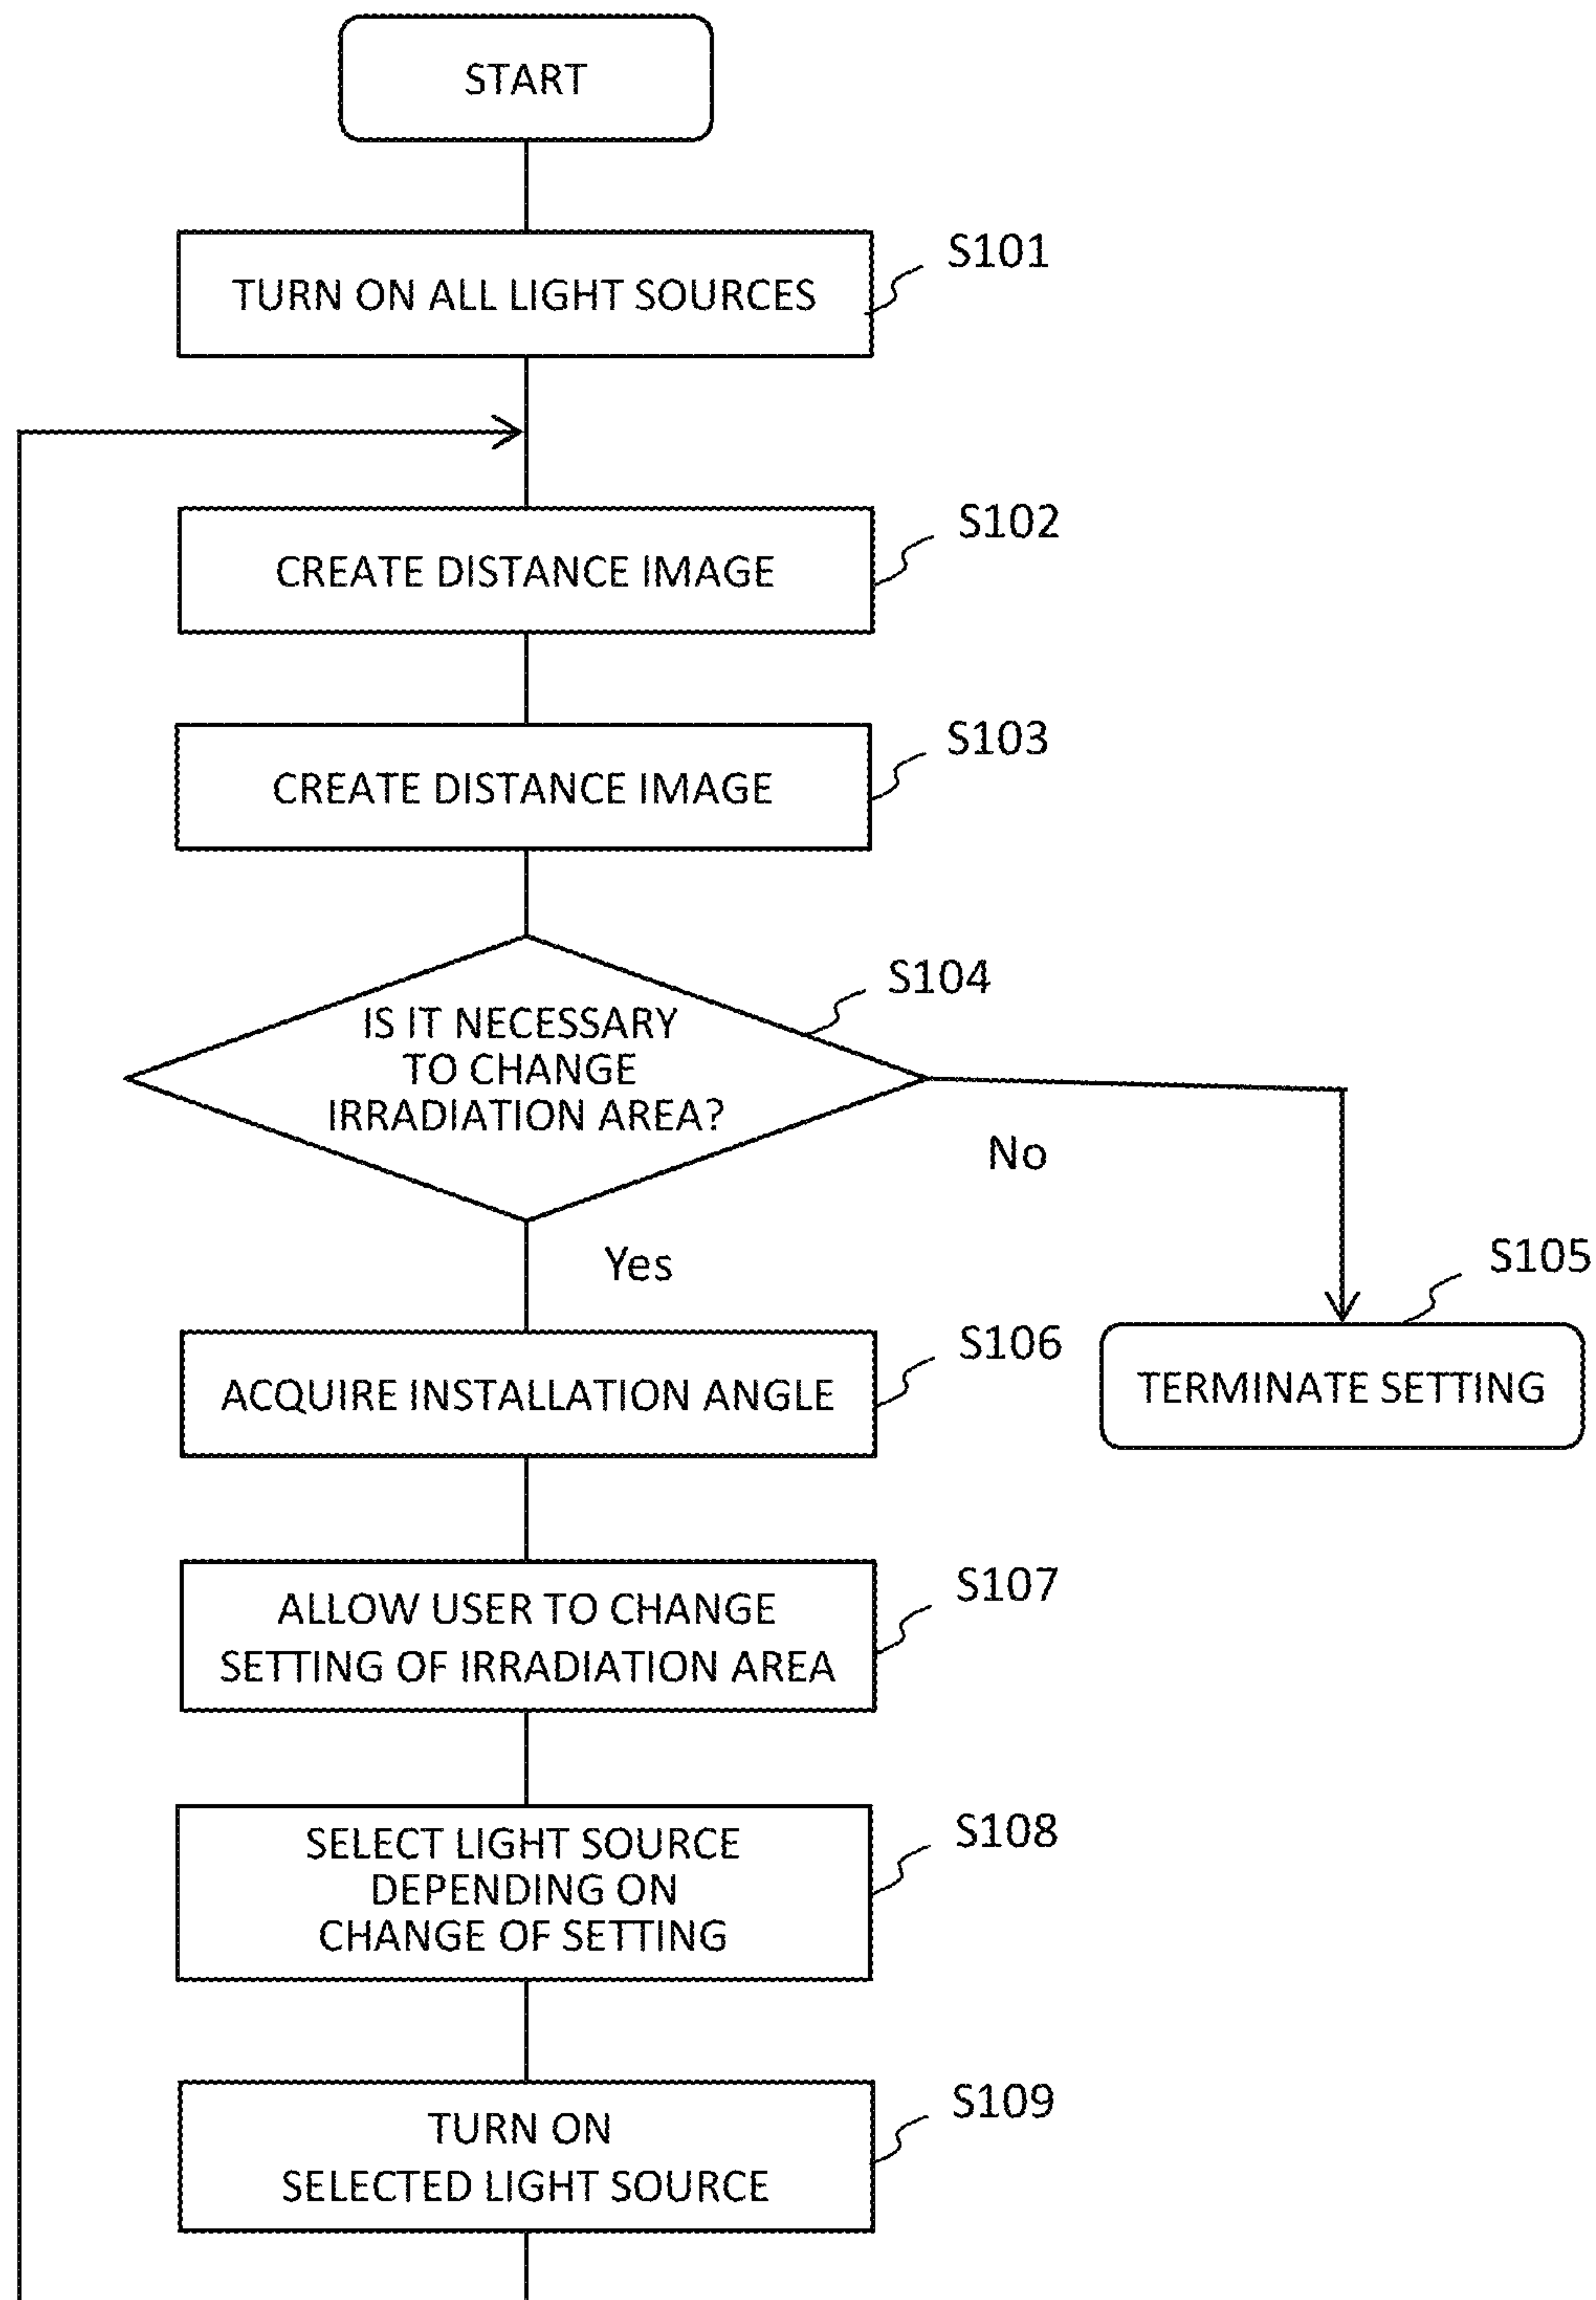 START
S101
TURN ON ALL LIGHT SOURCES
S102
CREATE DISTANCE IMAGE
S103
CREATE DISTANCE IMAGE
S104
IS IT NECESSARY
TO CHANGE
IRRADIATION AREA?
No
Yes
S105
TERMINATE SETTING
S106
ACQUIRE INSTALLATION ANGLE
S107
ALLOW USER TO CHANGE
SETTING OF IRRADIATION AREA
S108
SELECT LIGHT SOURCE
DEPENDING ON
CHANGE OF SETTING
S109
TURN ON
SELECTED LIGHT SOURCE